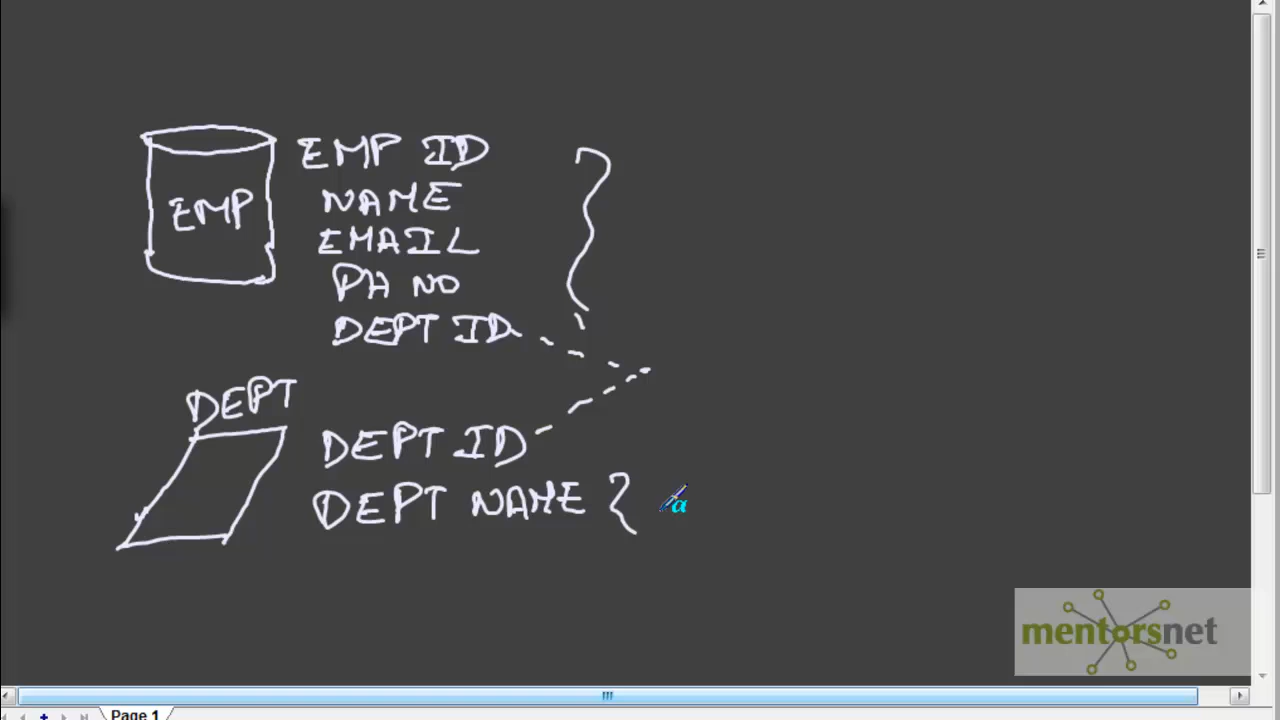 EMP ID
EMP
NAME
EMAIL
PH NO
DEPT ID
DEPT
DEPT ID
DEPT NAME
a
mentorsnet
Page 1